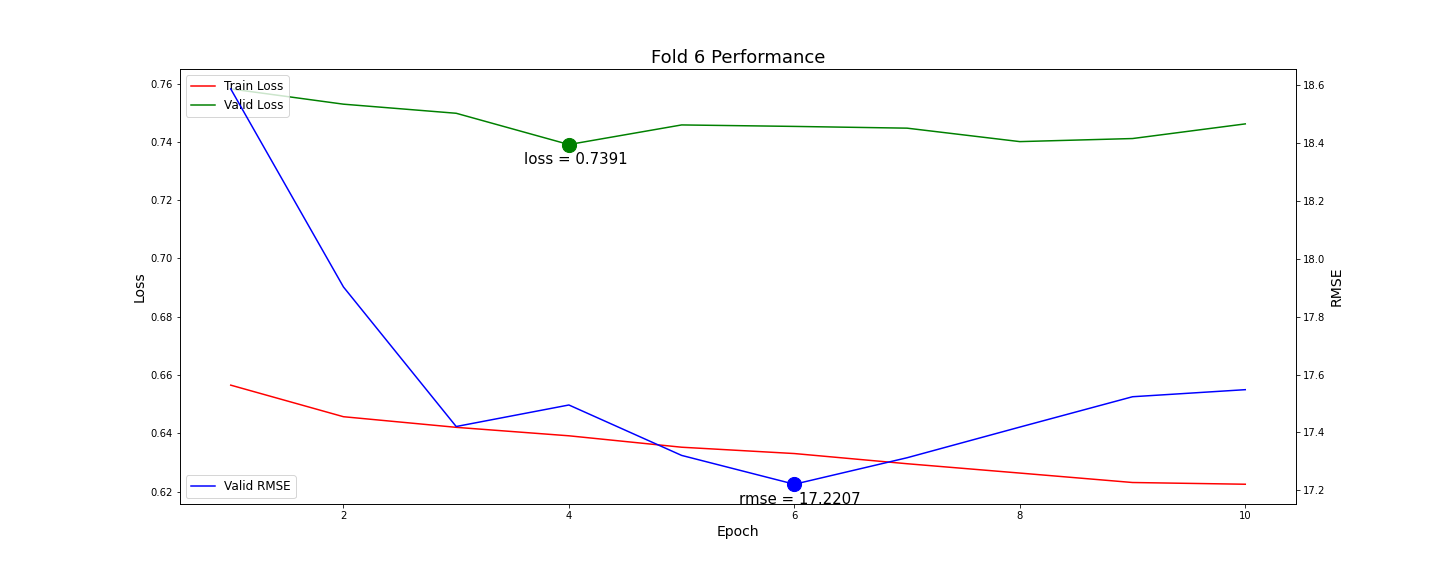 Fold 6 Performance
Train Loss
Valid Loss
Valid RMSE
loss = 0.7391
rmse = 17.2207
0.76
0.74
0.72
0.70
0.68
0.66
0.64
0.62
Loss
18.6
18.4
18.2
18.0
17.8
17.6
17.4
17.2
RMSE
2
4
6
8
10
Epoch